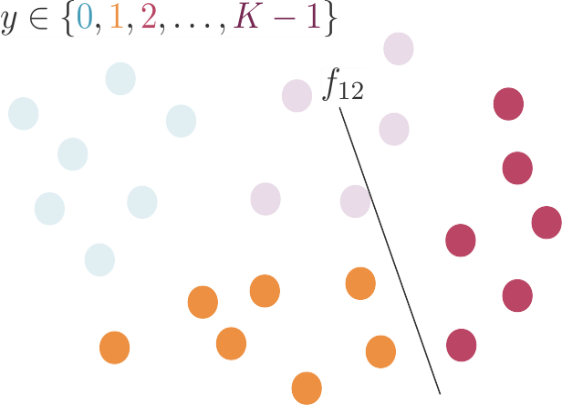 y ∈ {0, 1, 2, . . . , K − 1}
f₁₂